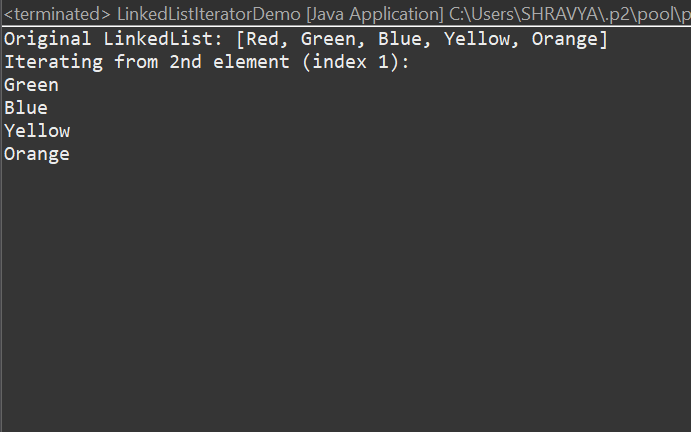 <terminated> LinkedListIteratorDemo [Java Application] C:\Users\SHRAVYA\.p2\pool\p
Original LinkedList: [Red, Green, Blue, Yellow, Orange]
Iterating from 2nd element (index 1):
Green
Blue
Yellow
Orange